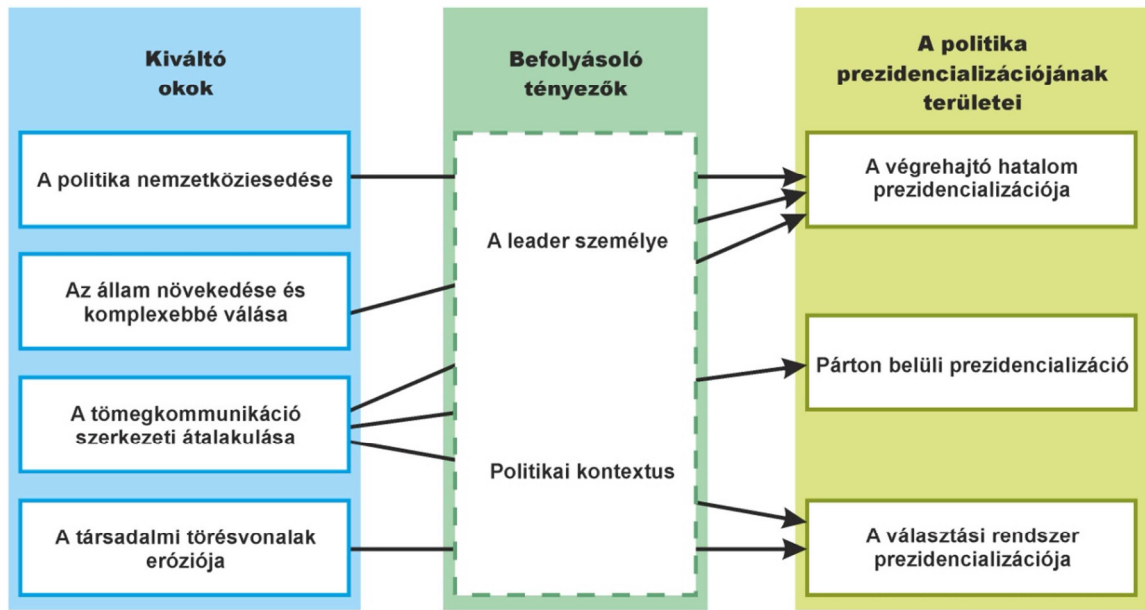 Kiváltó
okok
A politika nemzetköziesedése
Az állam növekedése és
komplexebbé válása
A tömegkommunikáció
szerkezeti átalakulása
A társadalmi törésvonalak
eróziója
Befolyásoló
tényezők
A leader személye
Politikai kontextus
A politika
prezidencializációjának
területei
A végrehajtó hatalom
prezidencializációja
Párton belüli prezidencializáció
A választási rendszer
prezidencializációja